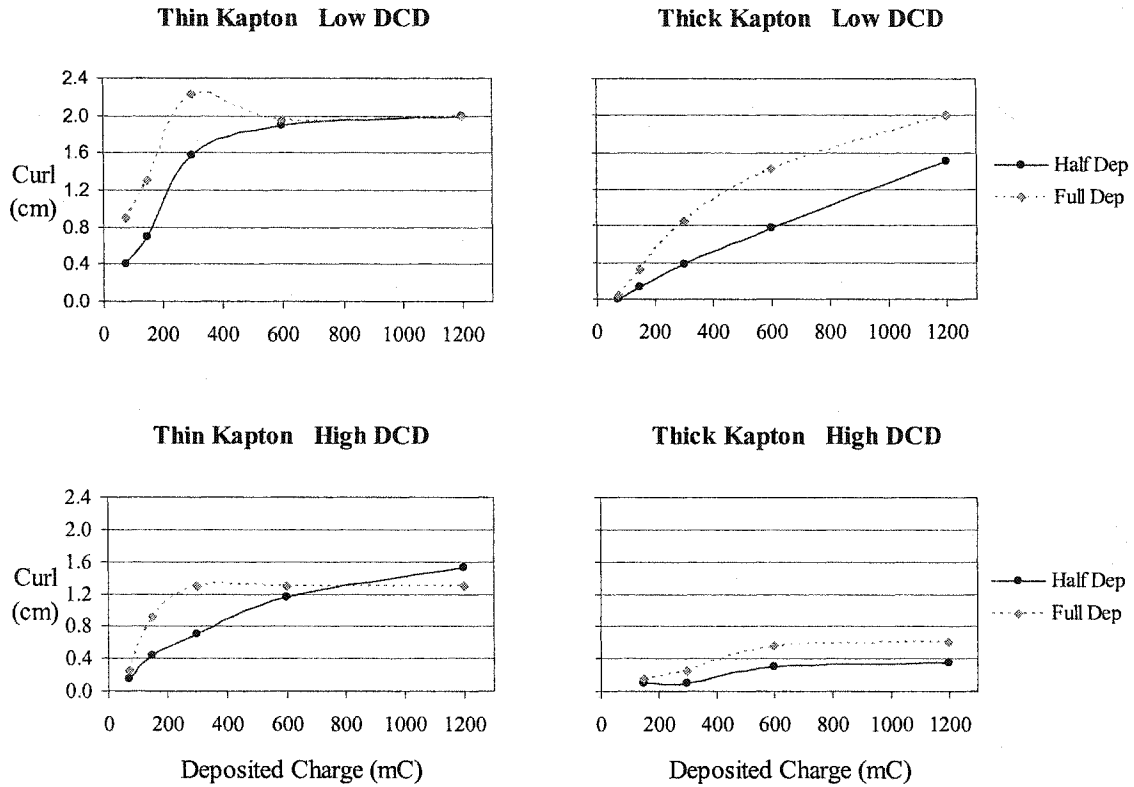 Thin Kapton Low DCD
2.4
2.0
1.6
1.2
0.8
0.4
0.0
Curl
(cm)
0 200 400 600 800 1000 1200
Thick Kapton Low DCD
0 200 400 600 800 1000 1200
Half Dep
Full Dep
Thin Kapton High DCD
2.4
2.0
1.6
1.2
0.8
0.4
0.0
Curl
(cm)
0 200 400 600 800 1000 1200
Deposited Charge (mC)
Thick Kapton High DCD
0 200 400 600 800 1000 1200
Deposited Charge (mC)
Half Dep
Full Dep